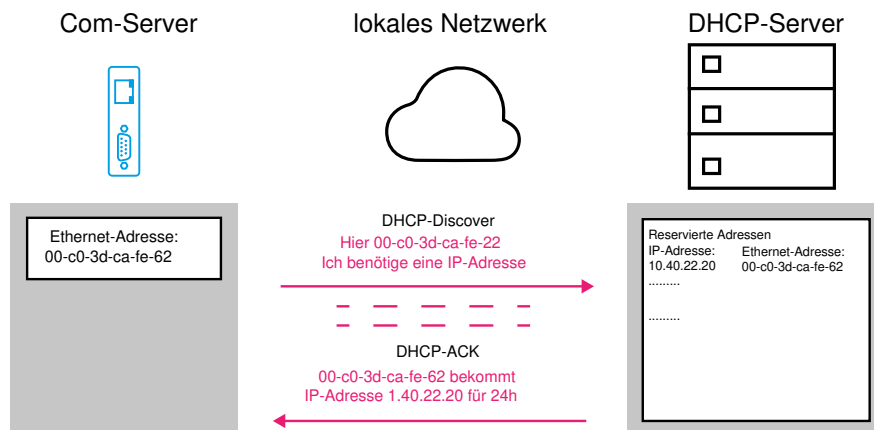 Com-Server
lokales Netzwerk
DHCP-Server
Ethernet-Adresse:
00-c0-3d-ca-fe-62
DHCP-Discover
Hier 00-c0-3d-ca-fe-22
Ich benötige eine IP-Adresse
DHCP-ACK
00-c0-3d-ca-fe-62 bekommt
IP-Adresse 1.40.22.20 für 24h
Reservierte Adressen
IP-Adresse: Ethernet-Adresse:
10.40.22.20 00-c0-3d-ca-fe-62
.........
.........